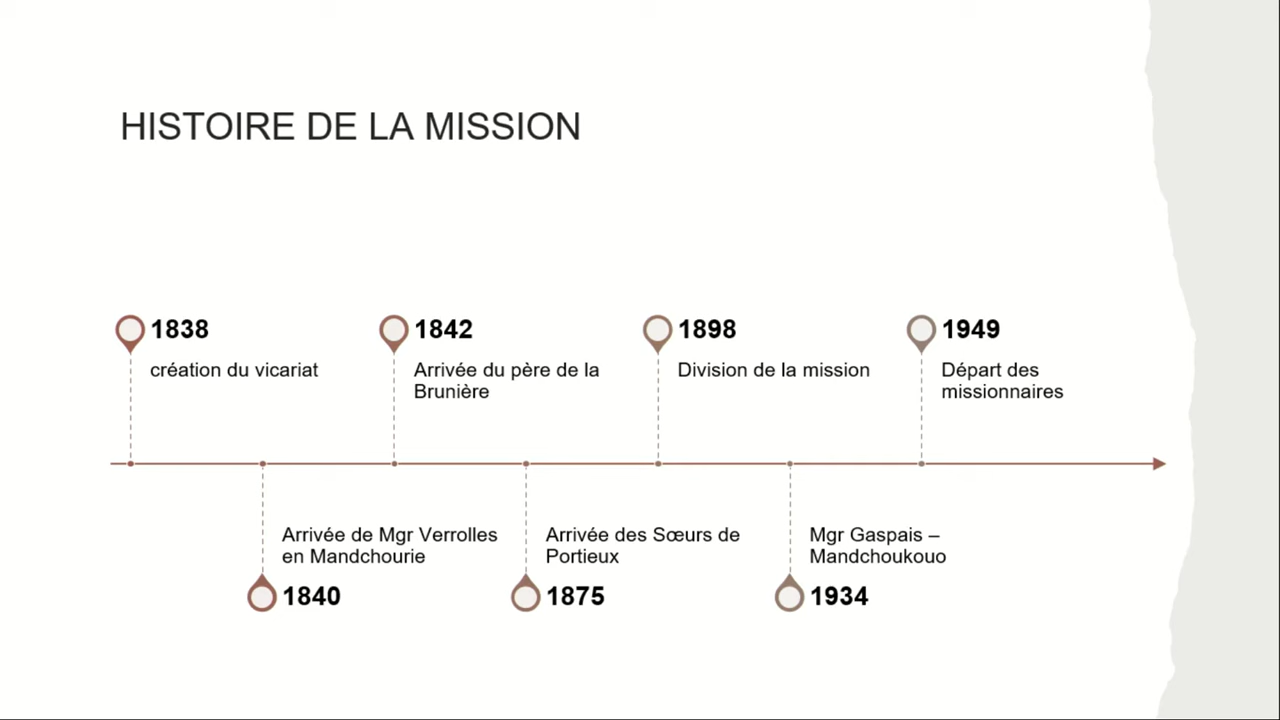 HISTOIRE DE LA MISSION
1838
création du vicariat
1842
Arrivée du père de la
Brunière
1898
Division de la mission
1949
Départ des
missionnaires
Arrivée de Mgr Verrolles
en Mandchourie
1840
Arrivée des Sœurs de
Portieux
1875
Mgr Gaspais –
Mandchoukouo
1934